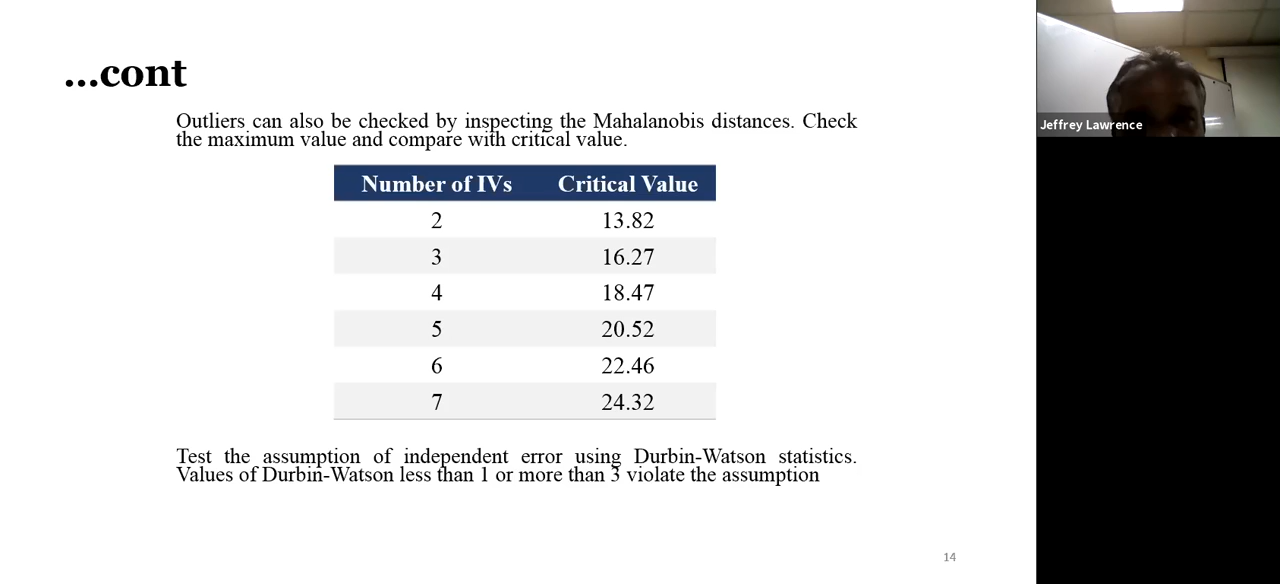 ...cont
Outliers can also be checked by inspecting the Mahalanobis distances. Check
the maximum value and compare with critical value.
Number of IVs Critical Value
2 13.82
3 16.27
4 18.47
5 20.52
6 22.46
7 24.32
Test the assumption of independent error using Durbin-Watson statistics.
Values of Durbin-Watson less than 1 or more than 3 violate the assumption
14
Jeffrey Lawrence